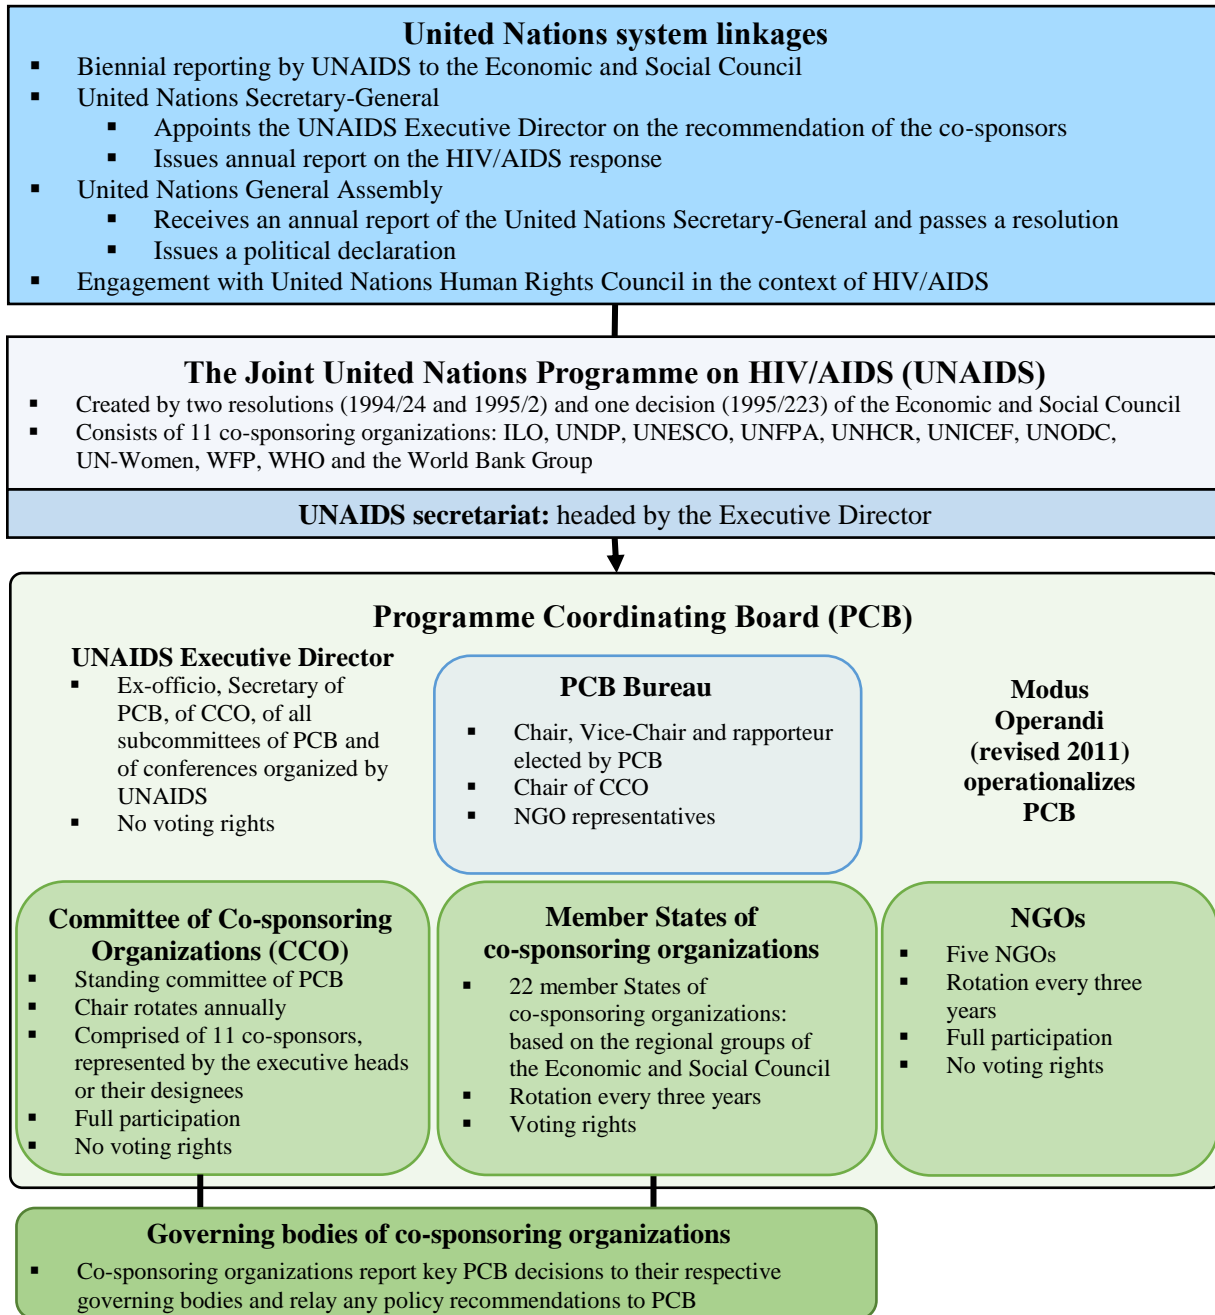 United Nations system linkages
▪ Biennial reporting by UNAIDS to the Economic and Social Council
▪ United Nations Secretary-General
▪ Appoints the UNAIDS Executive Director on the recommendation of the co-sponsors
▪ Issues annual report on the HIV/AIDS response
▪ United Nations General Assembly
▪ Receives an annual report of the United Nations Secretary-General and passes a resolution
▪ Issues a political declaration
▪ Engagement with United Nations Human Rights Council in the context of HIV/AIDS
The Joint United Nations Programme on HIV/AIDS (UNAIDS)
▪ Created by two resolutions (1994/24 and 1995/2) and one decision (1995/223) of the Economic and Social Council
▪ Consists of 11 co-sponsoring organizations: ILO, UNDP, UNESCO, UNFPA, UNHCR, UNICEF, UNODC,
UN-Women, WFP, WHO and the World Bank Group
UNAIDS secretariat: headed by the Executive Director
Programme Coordinating Board (PCB)
UNAIDS Executive Director
▪ Ex-officio, Secretary of
PCB, of CCO, of all
subcommittees of PCB and
of conferences organized by
UNAIDS
▪ No voting rights
PCB Bureau
▪ Chair, Vice-Chair and rapporteur
elected by PCB
▪ Chair of CCO
▪ NGO representatives
Modus
Operandi
(revised 2011)
operationalizes
PCB
Committee of Co-sponsoring
Organizations (CCO)
▪ Standing committee of PCB
▪ Chair rotates annually
▪ Comprised of 11 co-sponsors,
represented by the executive heads
or their designees
▪ Full participation
▪ No voting rights
Member States of
co-sponsoring organizations
▪ 22 member States of
co-sponsoring organizations:
based on the regional groups of
the Economic and Social Council
▪ Rotation every three years
▪ Voting rights
NGOs
▪ Five NGOs
▪ Rotation every three
years
▪ Full participation
▪ No voting rights
Governing bodies of co-sponsoring organizations
▪ Co-sponsoring organizations report key PCB decisions to their respective
governing bodies and relay any policy recommendations to PCB